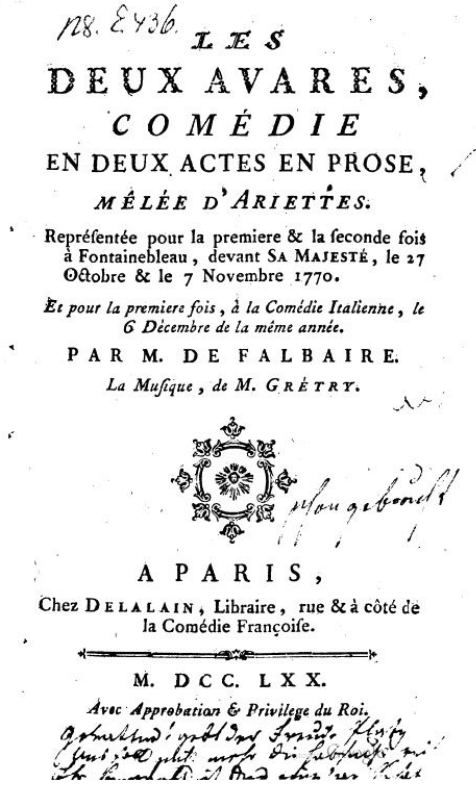 LES
DEUX AVARES,
COMÉDIE
EN DEUX ACTES EN PROSE,
MÊLÉE D'ARIETTES.
Repréſentée pour la premiere & la ſeconde fois
à Fontainebleau, devant SA MAJESTÉ, le 27
Octobre & le 7 Novembre 1770.
Et pour la premiere fois, à la Comédie Italienne, le
6 Décembre de la même année.
PAR M. DE FALBAIRE.
La Muſique, de M. GRÉTRY.
A PARIS,
Chez DELALAIN, Libraire, rue & à côté de
la Comédie Françoiſe.
M. DCC. LXX.
Avec Approbation & Privilege du Roi.